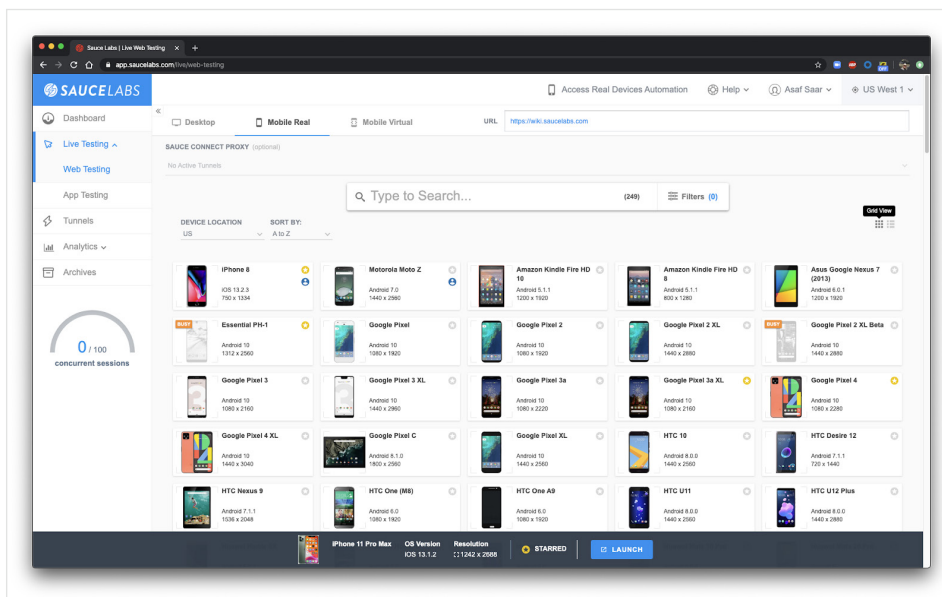 Sauce Labs | Live Web Testing
app.saucelabs.com/live/web-testing
SAUCELABS
Access Real Devices Automation
Help
Asaf Saar
US West 1
Dashboard
Live Testing
Web Testing
App Testing
Tunnels
Analytics
Archives
0 / 100
concurrent sessions
Desktop
Mobile Real
Mobile Virtual
URL
https://wiki.saucelabs.com
SAUCE CONNECT PROXY (optional)
No Active Tunnels
Type to Search...
(249)
Filters (0)
Grid View
DEVICE LOCATION
US
SORT BY:
A to Z
iPhone 8
iOS 13.2.3
750 x 1334
Motorola Moto Z
Android 7.0
1440 x 2560
Amazon Kindle Fire HD
10
Android 5.1.1
1200 x 1920
Amazon Kindle Fire HD
8
Android 5.1.1
800 x 1280
Asus Google Nexus 7
(2013)
Android 6.0.1
1200 x 1920
BUSY
Essential PH-1
Android 10
1312 x 2560
Google Pixel
Android 10
1080 x 1920
Google Pixel 2
Android 10
1080 x 1920
Google Pixel 2 XL
Android 10
1440 x 2880
BUSY
Google Pixel 2 XL Beta
Android 10
1440 x 2880
Google Pixel 3
Android 10
1080 x 2160
Google Pixel 3 XL
Android 10
1440 x 2960
Google Pixel 3a
Android 10
1080 x 2220
Google Pixel 3a XL
Android 10
1080 x 2160
Google Pixel 4
Android 10
1080 x 2280
Google Pixel 4 XL
Android 10
1440 x 3040
Google Pixel C
Android 8.1.0
1800 x 2560
Google Pixel XL
Android 10
1440 x 2560
HTC 10
Android 8.0.0
1440 x 2560
HTC Desire 12
Android 7.1.1
720 x 1440
HTC Nexus 9
Android 7.1.1
1536 x 2048
HTC One (M8)
Android 6.0
1080 x 1920
HTC One A9
Android 6.0
1080 x 1920
HTC U11
Android 8.0.0
1440 x 2560
HTC U12 Plus
Android 8.0.0
1440 x 2880
iPhone 11 Pro Max
OS Version
iOS 13.1.2
Resolution
1242 x 2688
STARRED
LAUNCH